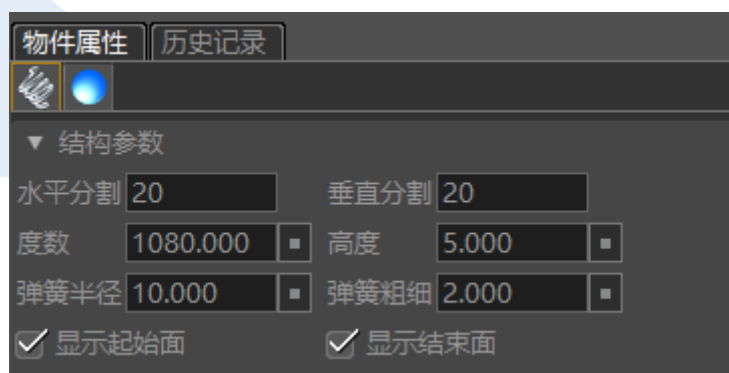 物件属性 历史记录
▼ 结构参数
水平分割 20 垂直分割 20
度数 1080.000 高度 5.000
弹簧半径 10.000 弹簧粗细 2.000
显示起始面 显示结束面